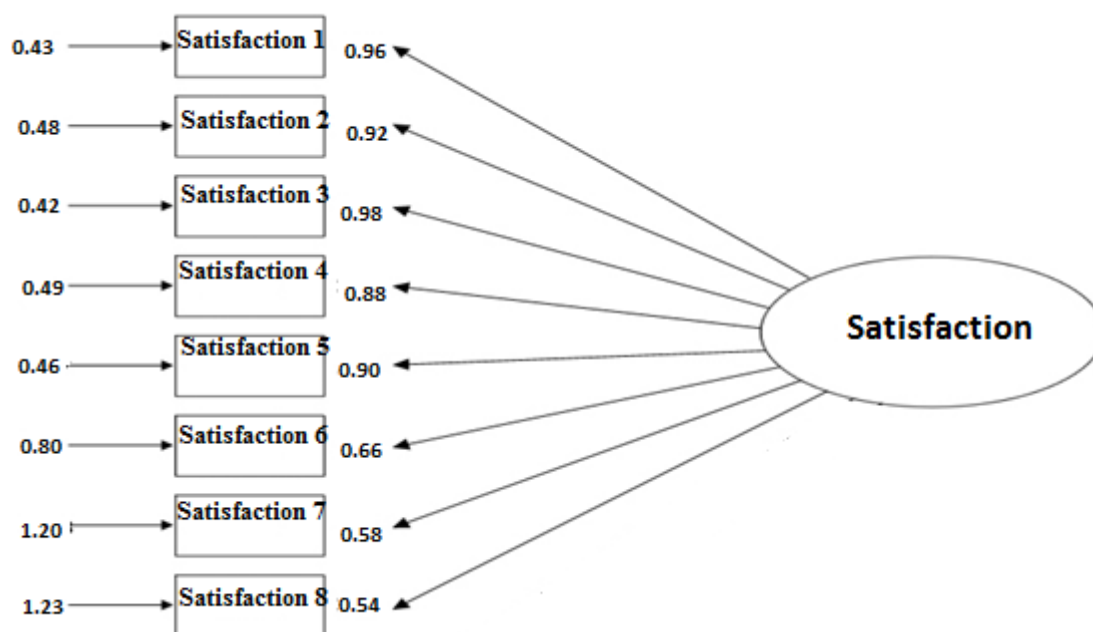 0.43 Satisfaction 1 0.96
0.48 Satisfaction 2 0.92
0.42 Satisfaction 3 0.98
0.49 Satisfaction 4 0.88
0.46 Satisfaction 5 0.90
0.80 Satisfaction 6 0.66
1.20 Satisfaction 7 0.58
1.23 Satisfaction 8 0.54
Satisfaction